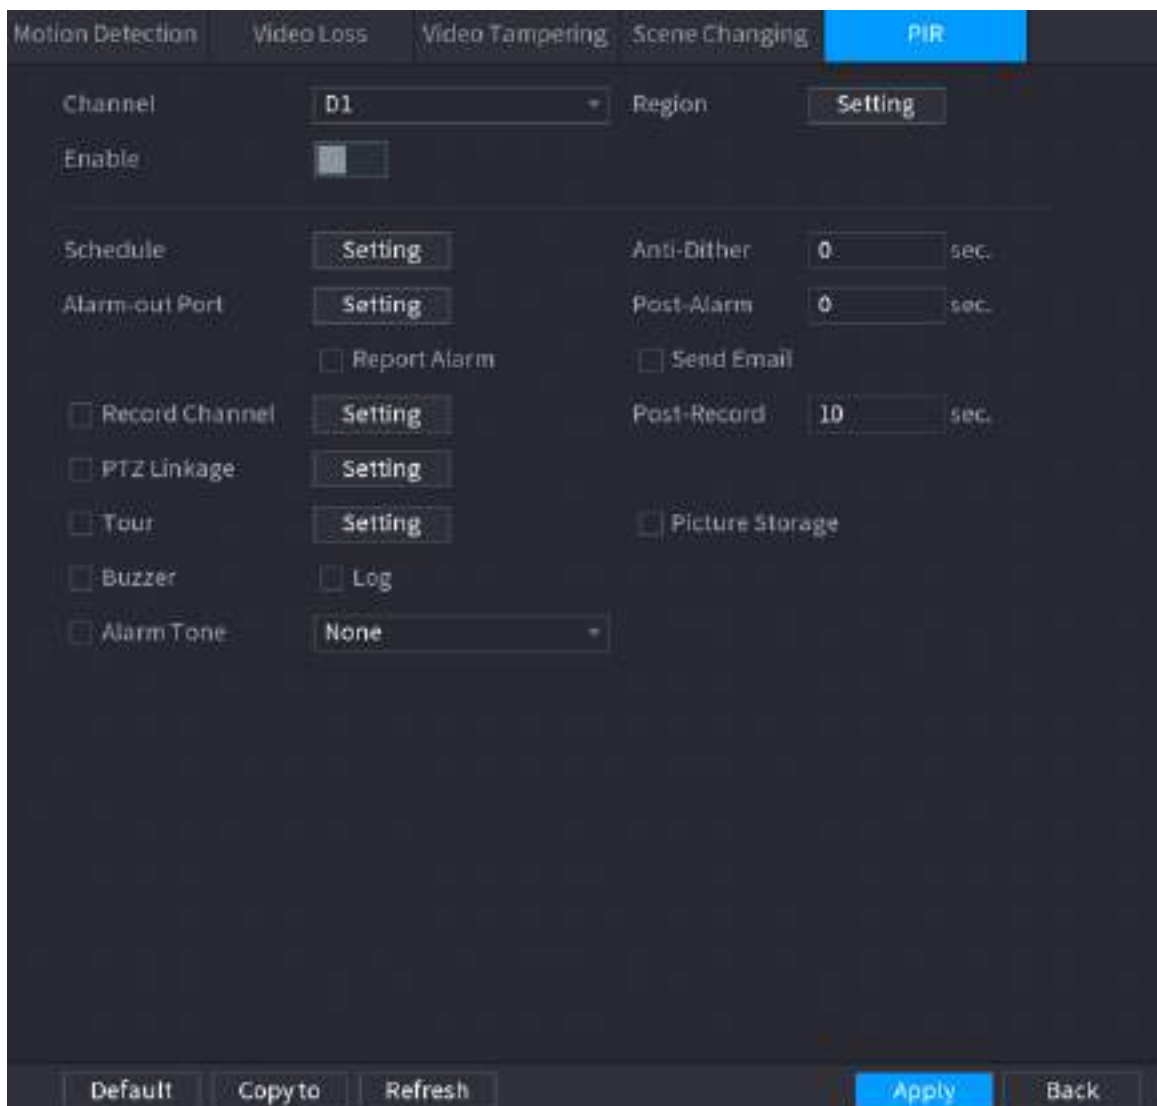 Motion Detection Video Loss Video Tampering Scene Changing PIR
Channel D1 Region Setting
Enable
Schedule Setting Anti-Dither 0 sec.
Alarm-out Port Setting Post-Alarm 0 sec.
Report Alarm Send Email
Record Channel Setting Post-Record 10 sec.
PTZ Linkage Setting
Tour Setting Picture Storage
Buzzer Log
Alarm Tone None
Default Copy to Refresh Apply Back